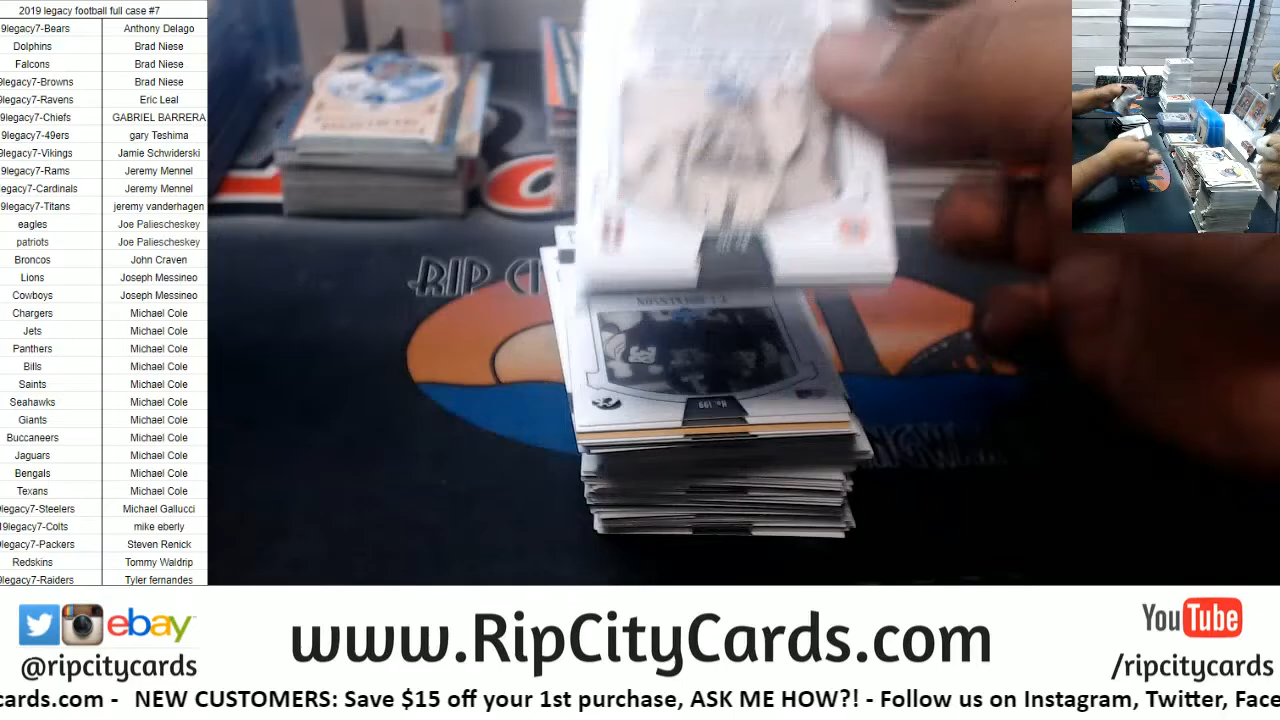 2019 legacy football full case #7
9legacy7-Bears Anthony Delago
Dolphins Brad Niese
Falcons Brad Niese
9legacy7-Browns Brad Niese
9legacy7-Ravens Eric Leal
9legacy7-Chiefs GABRIEL BARRERA
9legacy7-49ers gary Teshima
9legacy7-Vikings Jamie Schwiderski
9legacy7-Rams Jeremy Mennel
legacy7-Cardinals Jeremy Mennel
9legacy7-Titans jeremy vanderhagen
eagles Joe Paliescheskey
patriots Joe Paliescheskey
Broncos John Craven
Lions Joseph Messineo
Cowboys Joseph Messineo
Chargers Michael Cole
Jets Michael Cole
Panthers Michael Cole
Bills Michael Cole
Saints Michael Cole
Seahawks Michael Cole
Giants Michael Cole
Buccaneers Michael Cole
Jaguars Michael Cole
Bengals Michael Cole
Texans Michael Cole
9legacy7-Steelers Michael Gallucci
19legacy7-Colts mike eberly
9legacy7-Packers Steven Renick
Redskins Tommy Waldrip
9legacy7-Raiders Tyler fernandes
RIP CI
No. 199
ebay
@ripcitycards
www.RipCityCards.com
YouTube
/ripcitycards
cards.com - NEW CUSTOMERS: Save $15 off your 1st purchase, ASK ME HOW?! - Follow us on Instagram, Twitter, Face